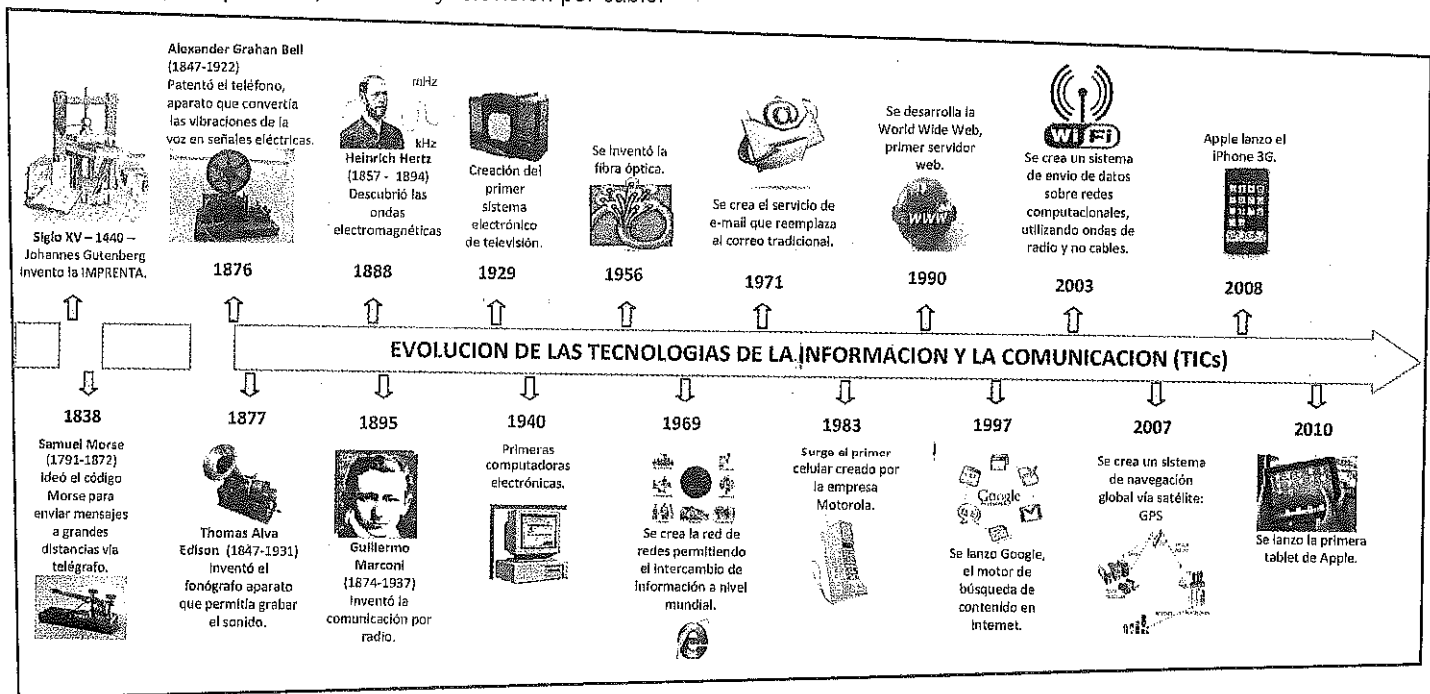 Alexander Grahan Bell
(1847-1922)
Patentó el teléfono,
aparato que convertía
las vibraciones de la
voz en señales eléctricas.
Siglo XV – 1440 –
Johannes Gutenberg
invento la IMPRENTA.
1876
mHz
kHz
Heinrich Hertz
(1857 - 1894)
Descubrió las
ondas
electromagnéticas
1888
Creación del
primer
sistema
electrónico
de televisión.
1929
Se inventó la
fibra óptica.
1956
@
Se crea el servicio de
e-mail que reemplaza
al correo tradicional.
1971
Se desarrolla la
World Wide Web,
primer servidor
web.
www
1990
Wi Fi
Se crea un sistema
de envio de datos
sobre redes
computacionales,
utilizando ondas de
radio y no cables.
2003
Apple lanzo el
iPhone 3G.
2008
EVOLUCION DE LAS TECNOLOGIAS DE LA INFORMACION Y LA COMUNICACION (TICs)
1838
Samuel Morse
(1791-1872)
Ideó el código
Morse para
enviar mensajes
a grandes
distancias vía
telégrafo.
1877
Thomas Alva
Edison (1847-1931)
Inventó el
fonógrafo aparato
que permitía grabar
el sonido.
1895
Guillermo
Marconi
(1874-1937)
Inventó la
comunicación por
radio.
1940
Primeras
computadoras
electrónicas.
1969
Se crea la red de
redes permitiendo
el intercambio de
información a nivel
mundial.
1983
Surge el primer
celular creado por
la empresa
Motorola.
1997
Google
Se lanzo Google,
el motor de
búsqueda de
contenido en
Internet.
2007
Se crea un sistema
de navegación
global vía satélite:
GPS
2010
Se lanzo la primera
tablet de Apple.